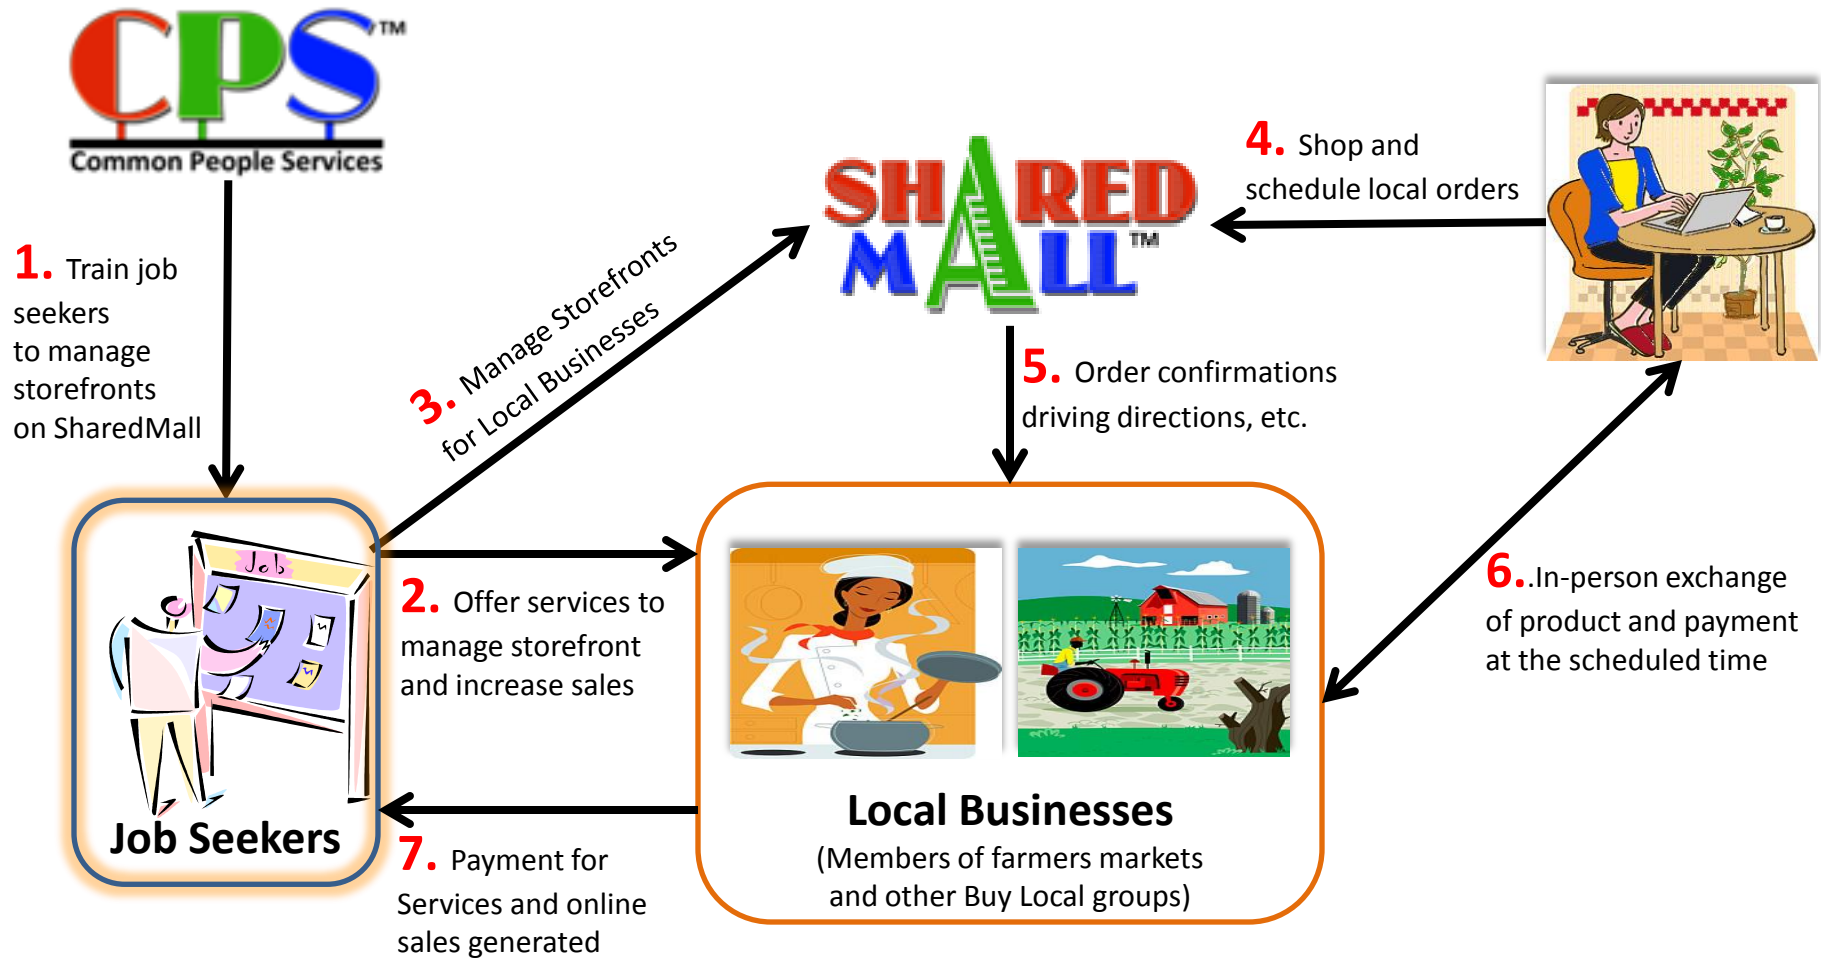 CPS™
Common People Services
1. Train job
seekers
to manage
storefronts
on SharedMall
SHARED
MALL™
4. Shop and
schedule local orders
3. Manage Storefronts
for Local Businesses
5. Order confirmations
driving directions, etc.
Job
2. Offer services to
manage storefront
and increase sales
6..In-person exchange
of product and payment
at the scheduled time
Job Seekers
Local Businesses
(Members of farmers markets
and other Buy Local groups)
7. Payment for
Services and online
sales generated